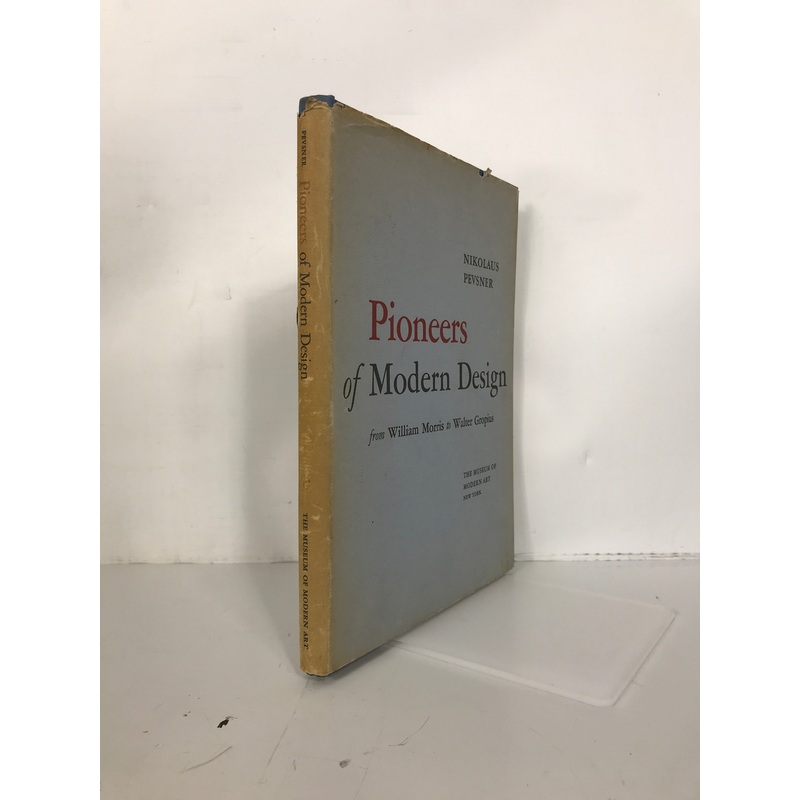 PEVSNER Pioneers of Modern Design THE MUSEUM OF MODERN ART
NIKOLAUS
PEVSNER
Pioneers
of Modern Design
from William Morris to Walter Gropius
THE MUSEUM OF
MODERN ART
NEW YORK